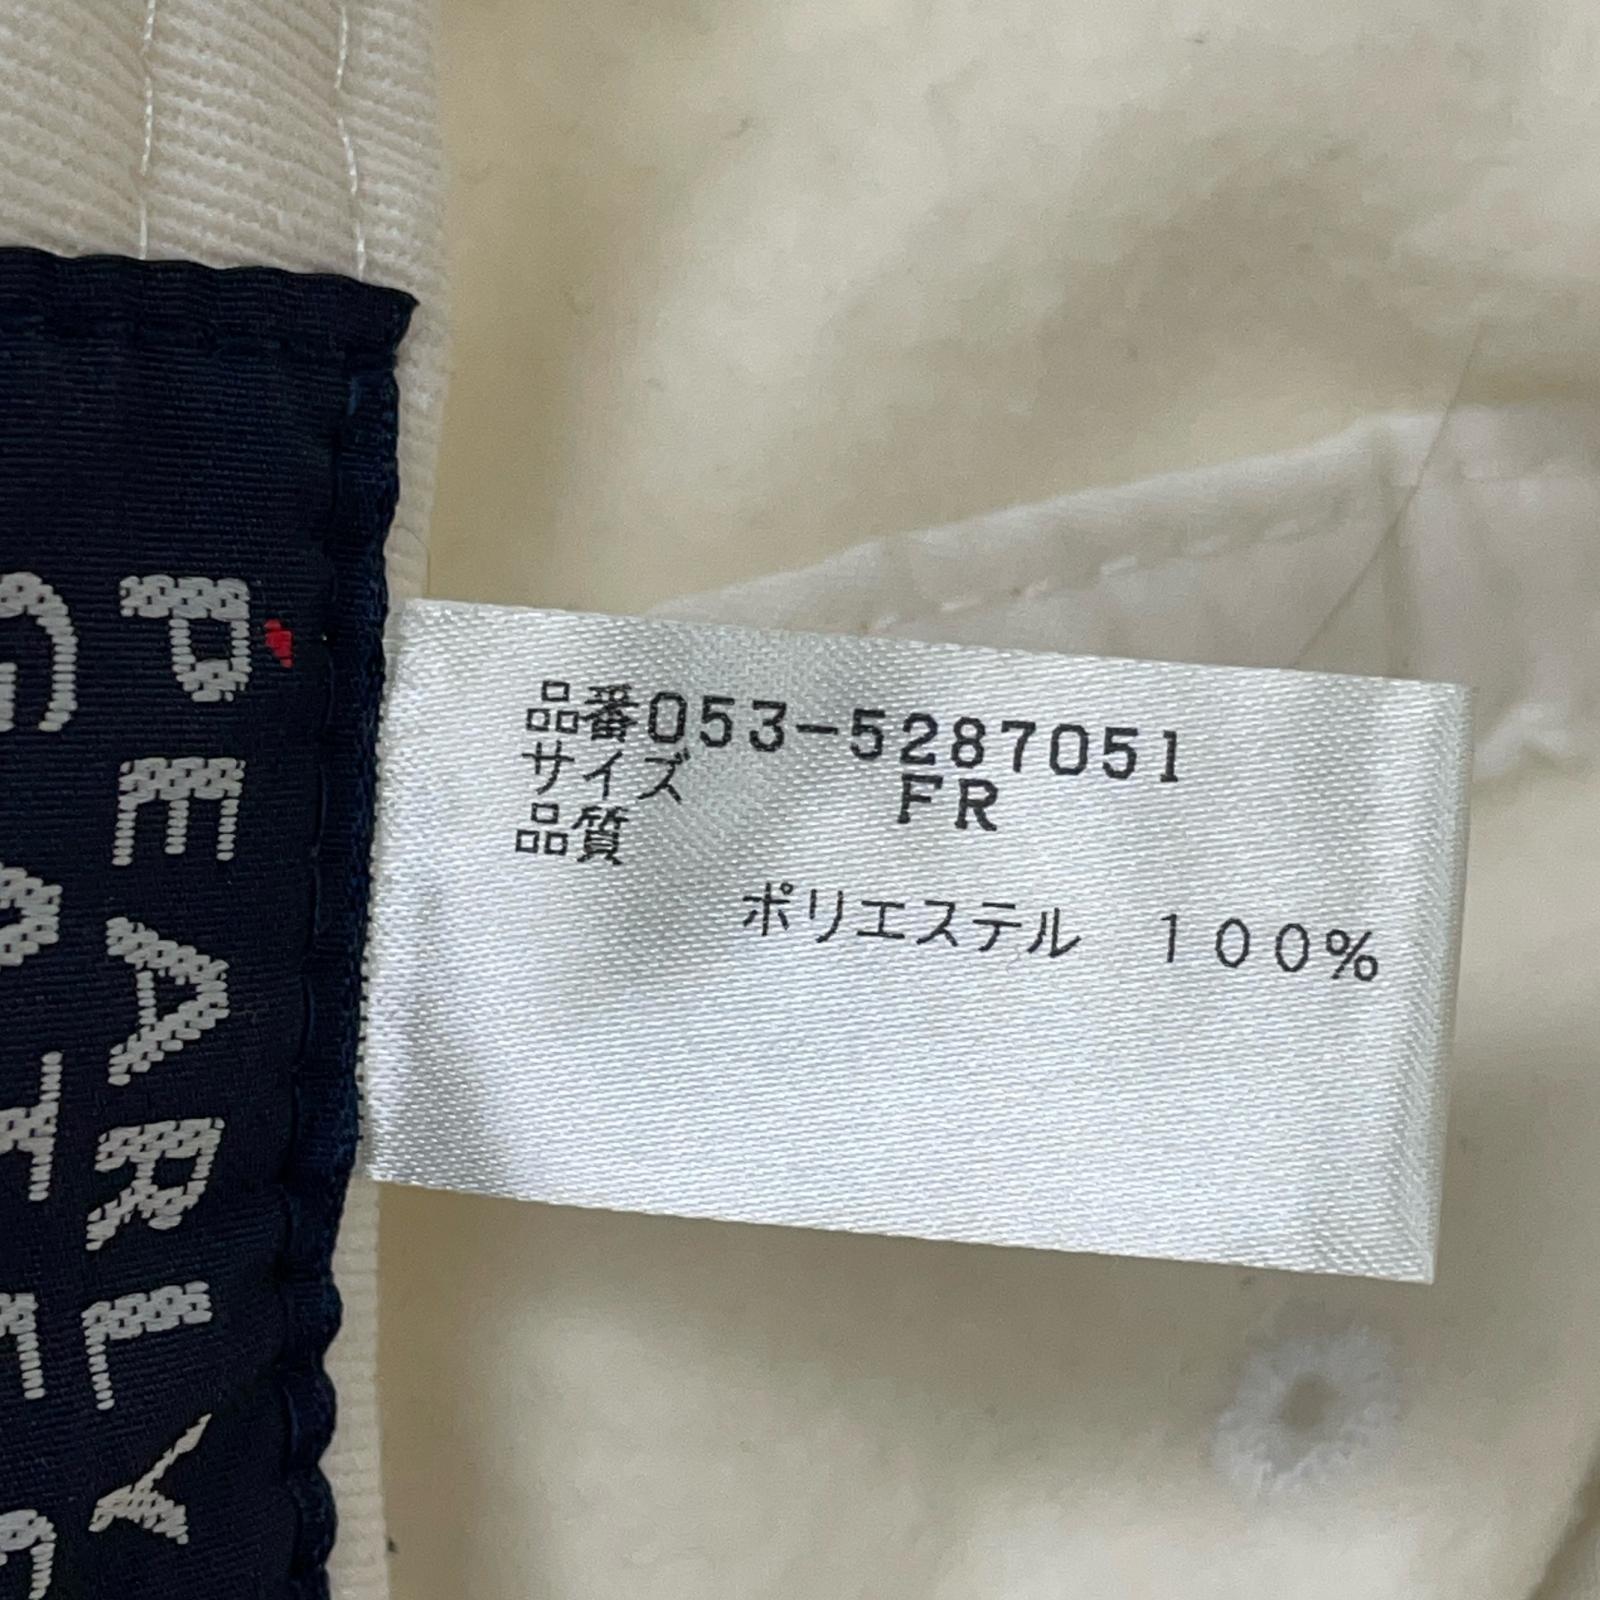 PEARLY
GATES
品番053-5287051
サイズ FR
品質
ポリエステル 100%